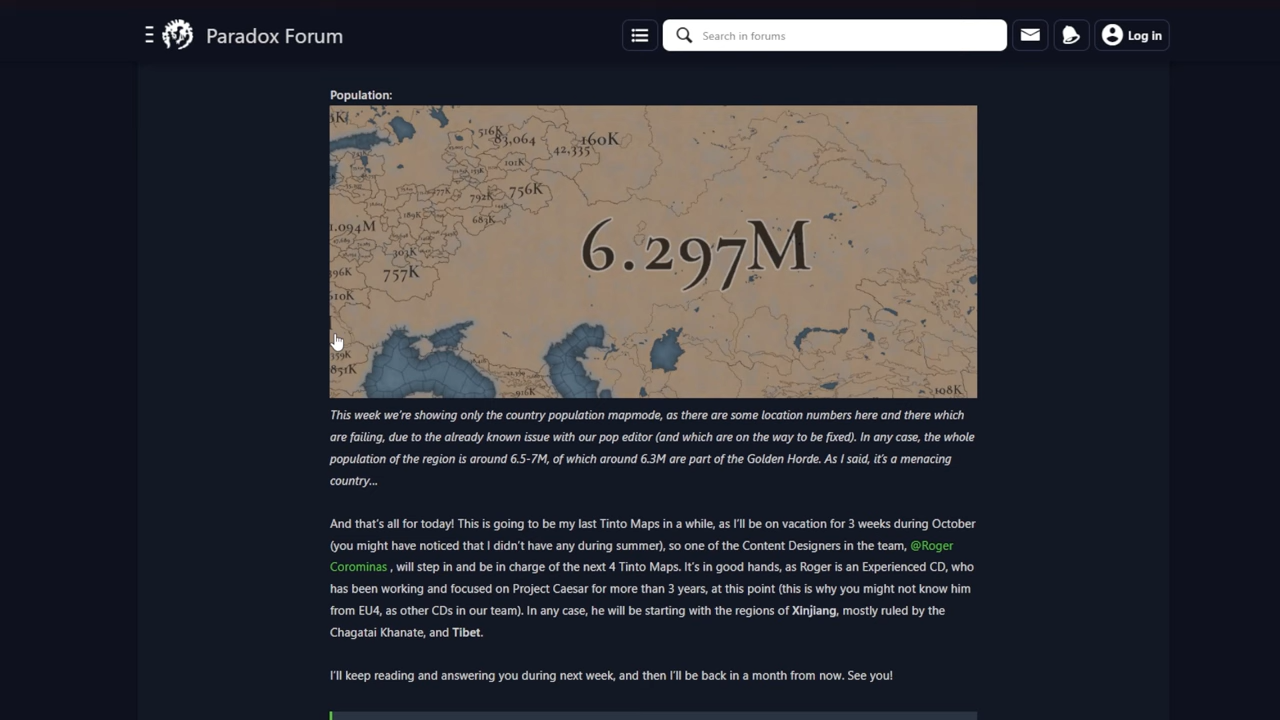 Paradox Forum
Search in forums
Log in
Population:
516K
83,064
160K
42,335
101K
756K
792K
777K
189K
683K
1.094M
6.297M
303K
757K
396K
610K
359K
851K
916K
108K
This week we're showing only the country population mapmode, as there are some location numbers here and there which
are failing, due to the already known issue with our pop editor (and which are on the way to be fixed). In any case, the whole
population of the region is around 6.5-7M, of which around 6.3M are part of the Golden Horde. As I said, it's a menacing
country...
And that's all for today! This is going to be my last Tinto Maps in a while, as I'll be on vacation for 3 weeks during October
(you might have noticed that I didn't have any during summer), so one of the Content Designers in the team, @Roger
Corominas , will step in and be in charge of the next 4 Tinto Maps. It's in good hands, as Roger is an Experienced CD, who
has been working and focused on Project Caesar for more than 3 years, at this point (this is why you might not know him
from EU4, as other CDs in our team). In any case, he will be starting with the regions of Xinjiang, mostly ruled by the
Chagatai Khanate, and Tibet.
I'll keep reading and answering you during next week, and then I'll be back in a month from now. See you!